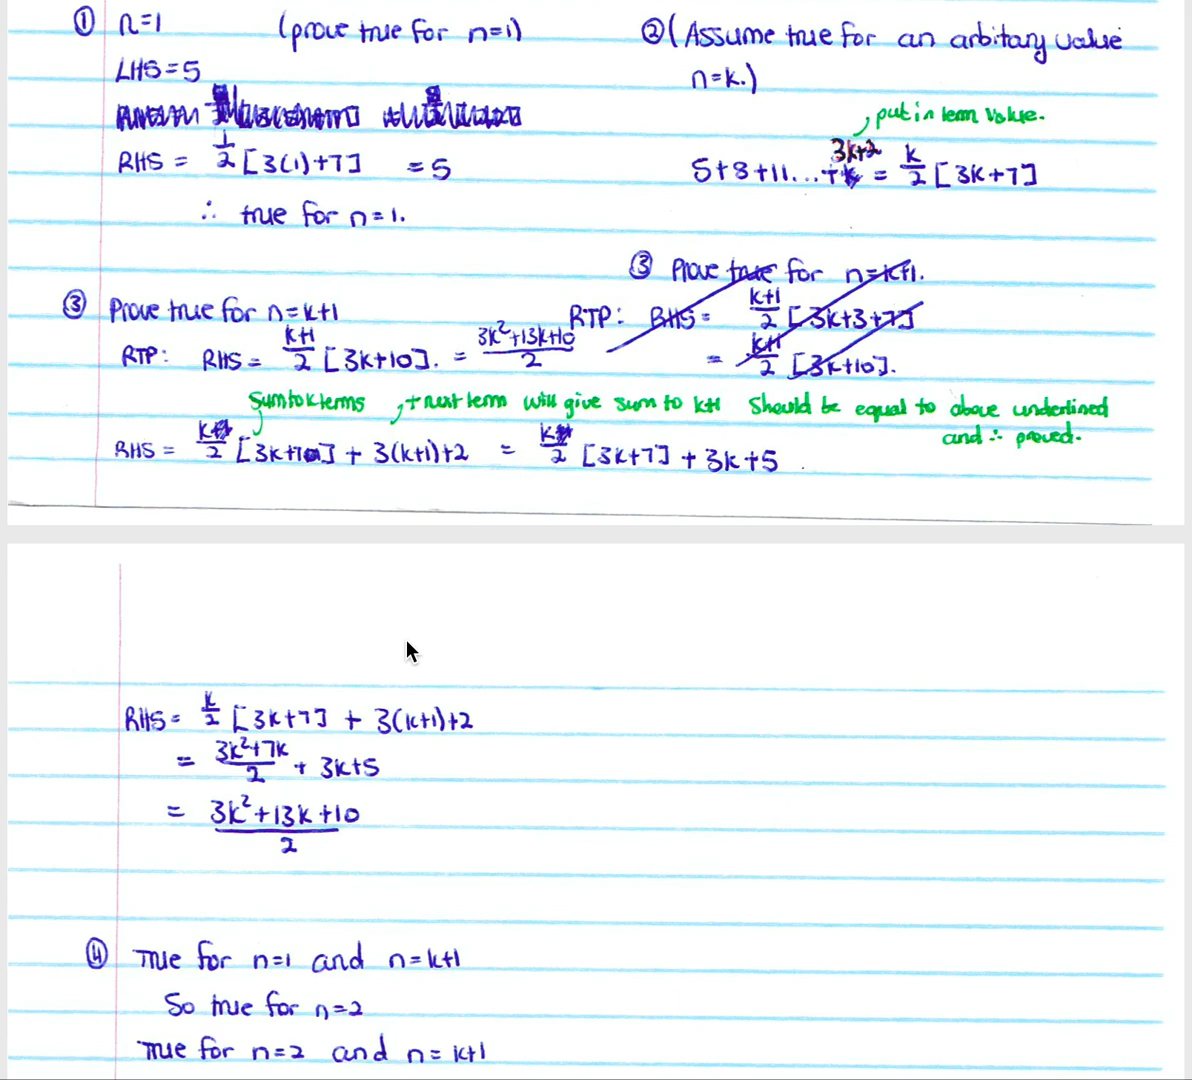 ① n=1 (prove true for n=1)
LHS=5
RHS = 1/2 [3(1)+7] = 5
∴ true for n=1.
② (Assume true for an arbitary value
n=k.)
put in term value.
5+8+11...+ 3k+2 = k/2 [3k+7]
③ Prove true for n=k+1.
RTP: RHS = k+1/2 [3k+3+7]
= k+1/2 [3k+10].
③ Prove true for n=k+1
RTP: RHS = k+1/2 [3k+10]. = 3k²+13k+10/2
Sum to k terms , + next term will give sum to k+1 Should be equal to above underlined
and ∴ proved.
RHS = k/2 [3k+7] + 3(k+1)+2 = k/2 [3k+7] + 3k+5
RHS = k/2 [3k+7] + 3(k+1)+2
= 3k²+7k/2 + 3k+5
= 3k²+13k+10/2
④ True for n=1 and n=k+1
So true for n=2
True for n=2 and n=k+1